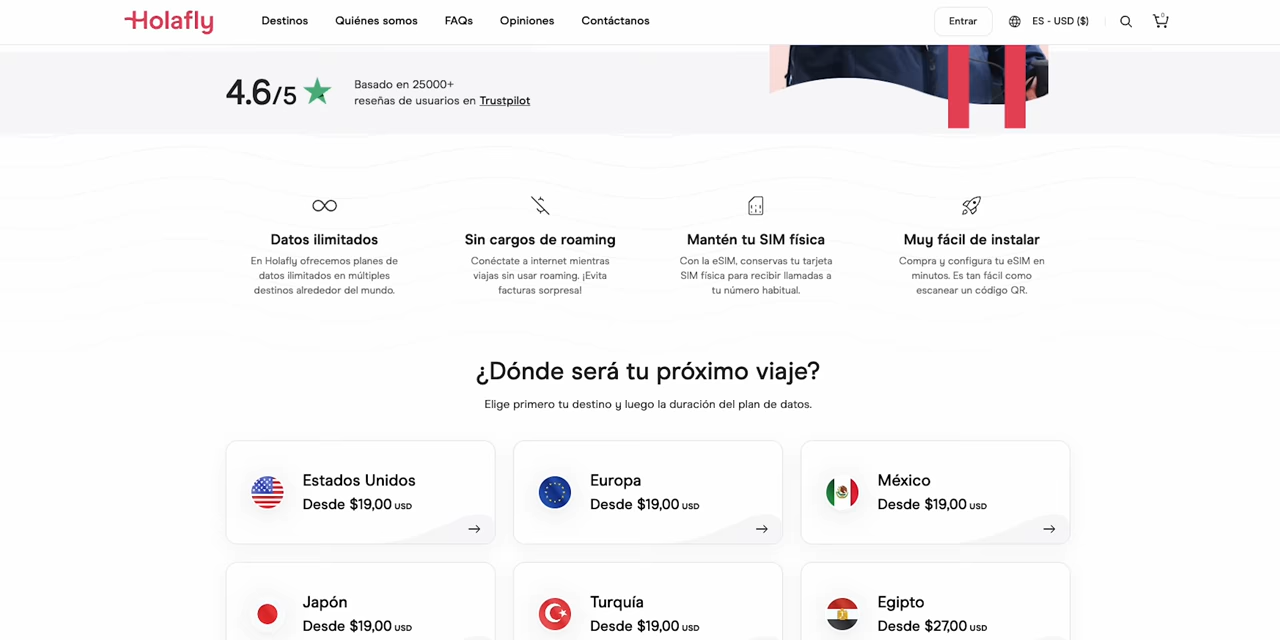 Holafly
Destinos
Quiénes somos
FAQs
Opiniones
Contáctanos
Entrar
ES - USD ($)
0
4.6/5
Basado en 25000+
reseñas de usuarios en Trustpilot
Datos ilimitados
En Holafly ofrecemos planes de
datos ilimitados en múltiples
destinos alrededor del mundo.
Sin cargos de roaming
Conéctate a internet mientras
viajas sin usar roaming. ¡Evita
facturas sorpresa!
Mantén tu SIM física
Con la eSIM, conservas tu tarjeta
SIM física para recibir llamadas a
tu número habitual.
Muy fácil de instalar
Compra y configura tu eSIM en
minutos. Es tan fácil como
escanear un código QR.
¿Dónde será tu próximo viaje?
Elige primero tu destino y luego la duración del plan de datos.
Estados Unidos
Desde $19,00 USD
Europa
Desde $19,00 USD
México
Desde $19,00 USD
Japón
Desde $19,00 USD
Turquía
Desde $19,00 USD
Egipto
Desde $27,00 USD